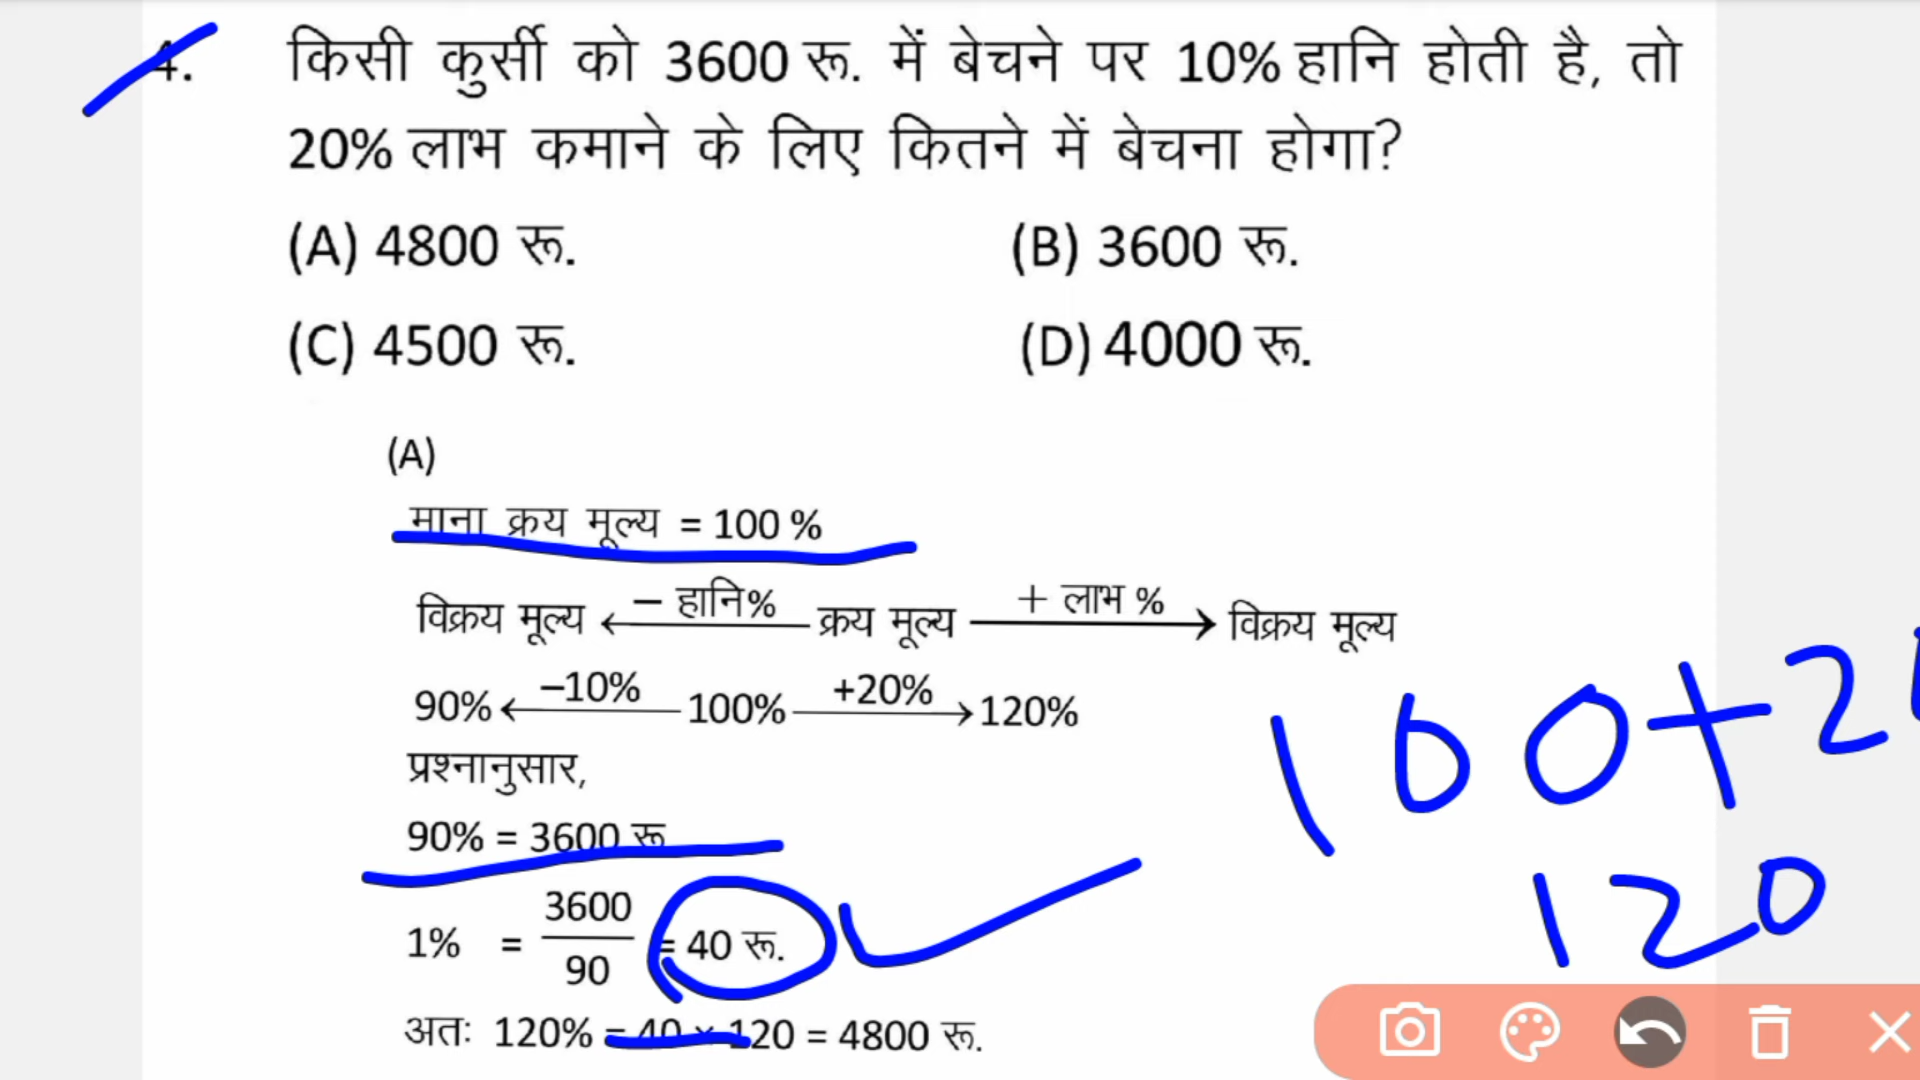 4. किसी कुर्सी को 3600 रू. में बेचने पर 10% हानि होती है, तो
20% लाभ कमाने के लिए कितने में बेचना होगा?
(A) 4800 रू. (B) 3600 रू.
(C) 4500 रू. (D) 4000 रू.
(A)
माना क्रय मूल्य = 100 %
विक्रय मूल्य ← – हानि% क्रय मूल्य + लाभ % → विक्रय मूल्य
90% ← –10% 100% +20% → 120%
100+20
प्रश्नानुसार,
90% = 3600 रू
120
1% = 3600/90 = 40 रू.
अतः 120% = 40 × 120 = 4800 रू.